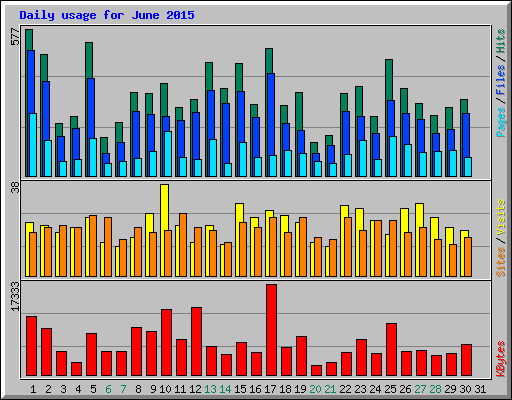 Daily usage for June 2015
577
Pages / Files / Hits
38
Sites / Visits
17333
KBytes
1 2 3 4 5 6 7 8 9 10 11 12 13 14 15 16 17 18 19 20 21 22 23 24 25 26 27 28 29 30 31